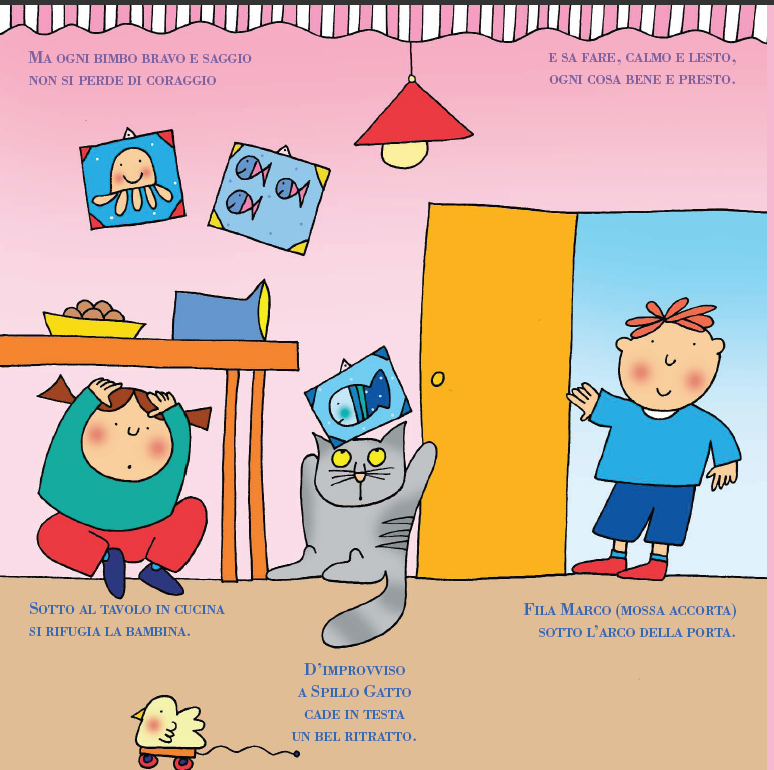 Ma ogni bimbo bravo e saggio
non si perde di coraggio
e sa fare, calmo e lesto,
ogni cosa bene e presto.
Sotto al tavolo in cucina
si rifugia la bambina.
Fila Marco (mossa accorta)
sotto l'arco della porta.
D'improvviso
a Spillo Gatto
cade in testa
un bel ritratto.